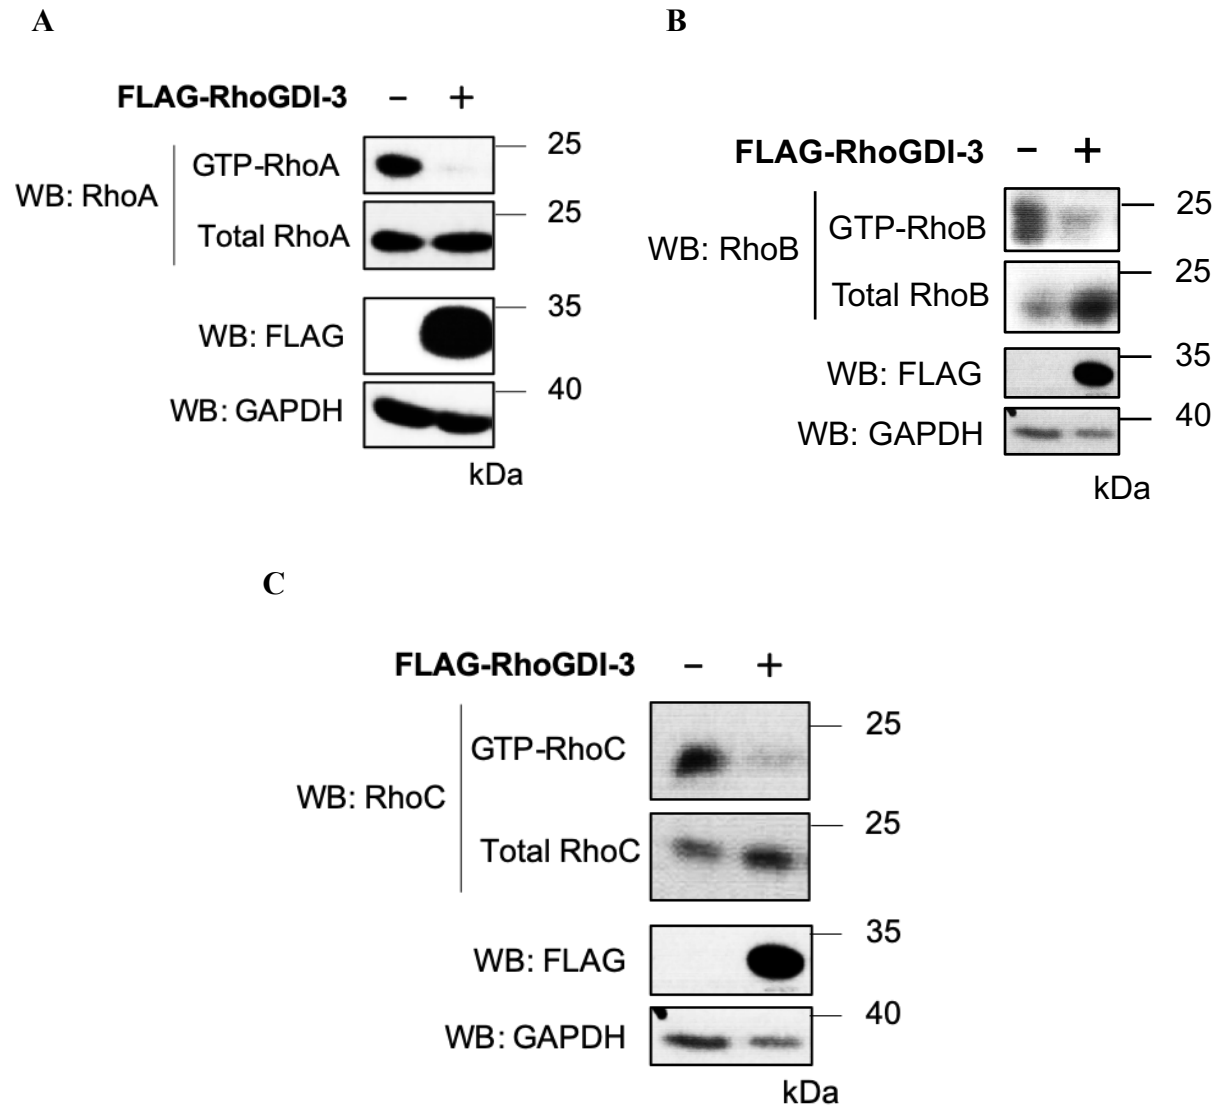 A
FLAG-RhoGDI-3 – +
GTP-RhoA 25
WB: RhoA
Total RhoA 25
WB: FLAG 35
WB: GAPDH 40
kDa
B
FLAG-RhoGDI-3 – +
GTP-RhoB 25
WB: RhoB
Total RhoB 25
WB: FLAG 35
WB: GAPDH 40
kDa
C
FLAG-RhoGDI-3 – +
GTP-RhoC 25
WB: RhoC
Total RhoC 25
WB: FLAG 35
WB: GAPDH 40
kDa